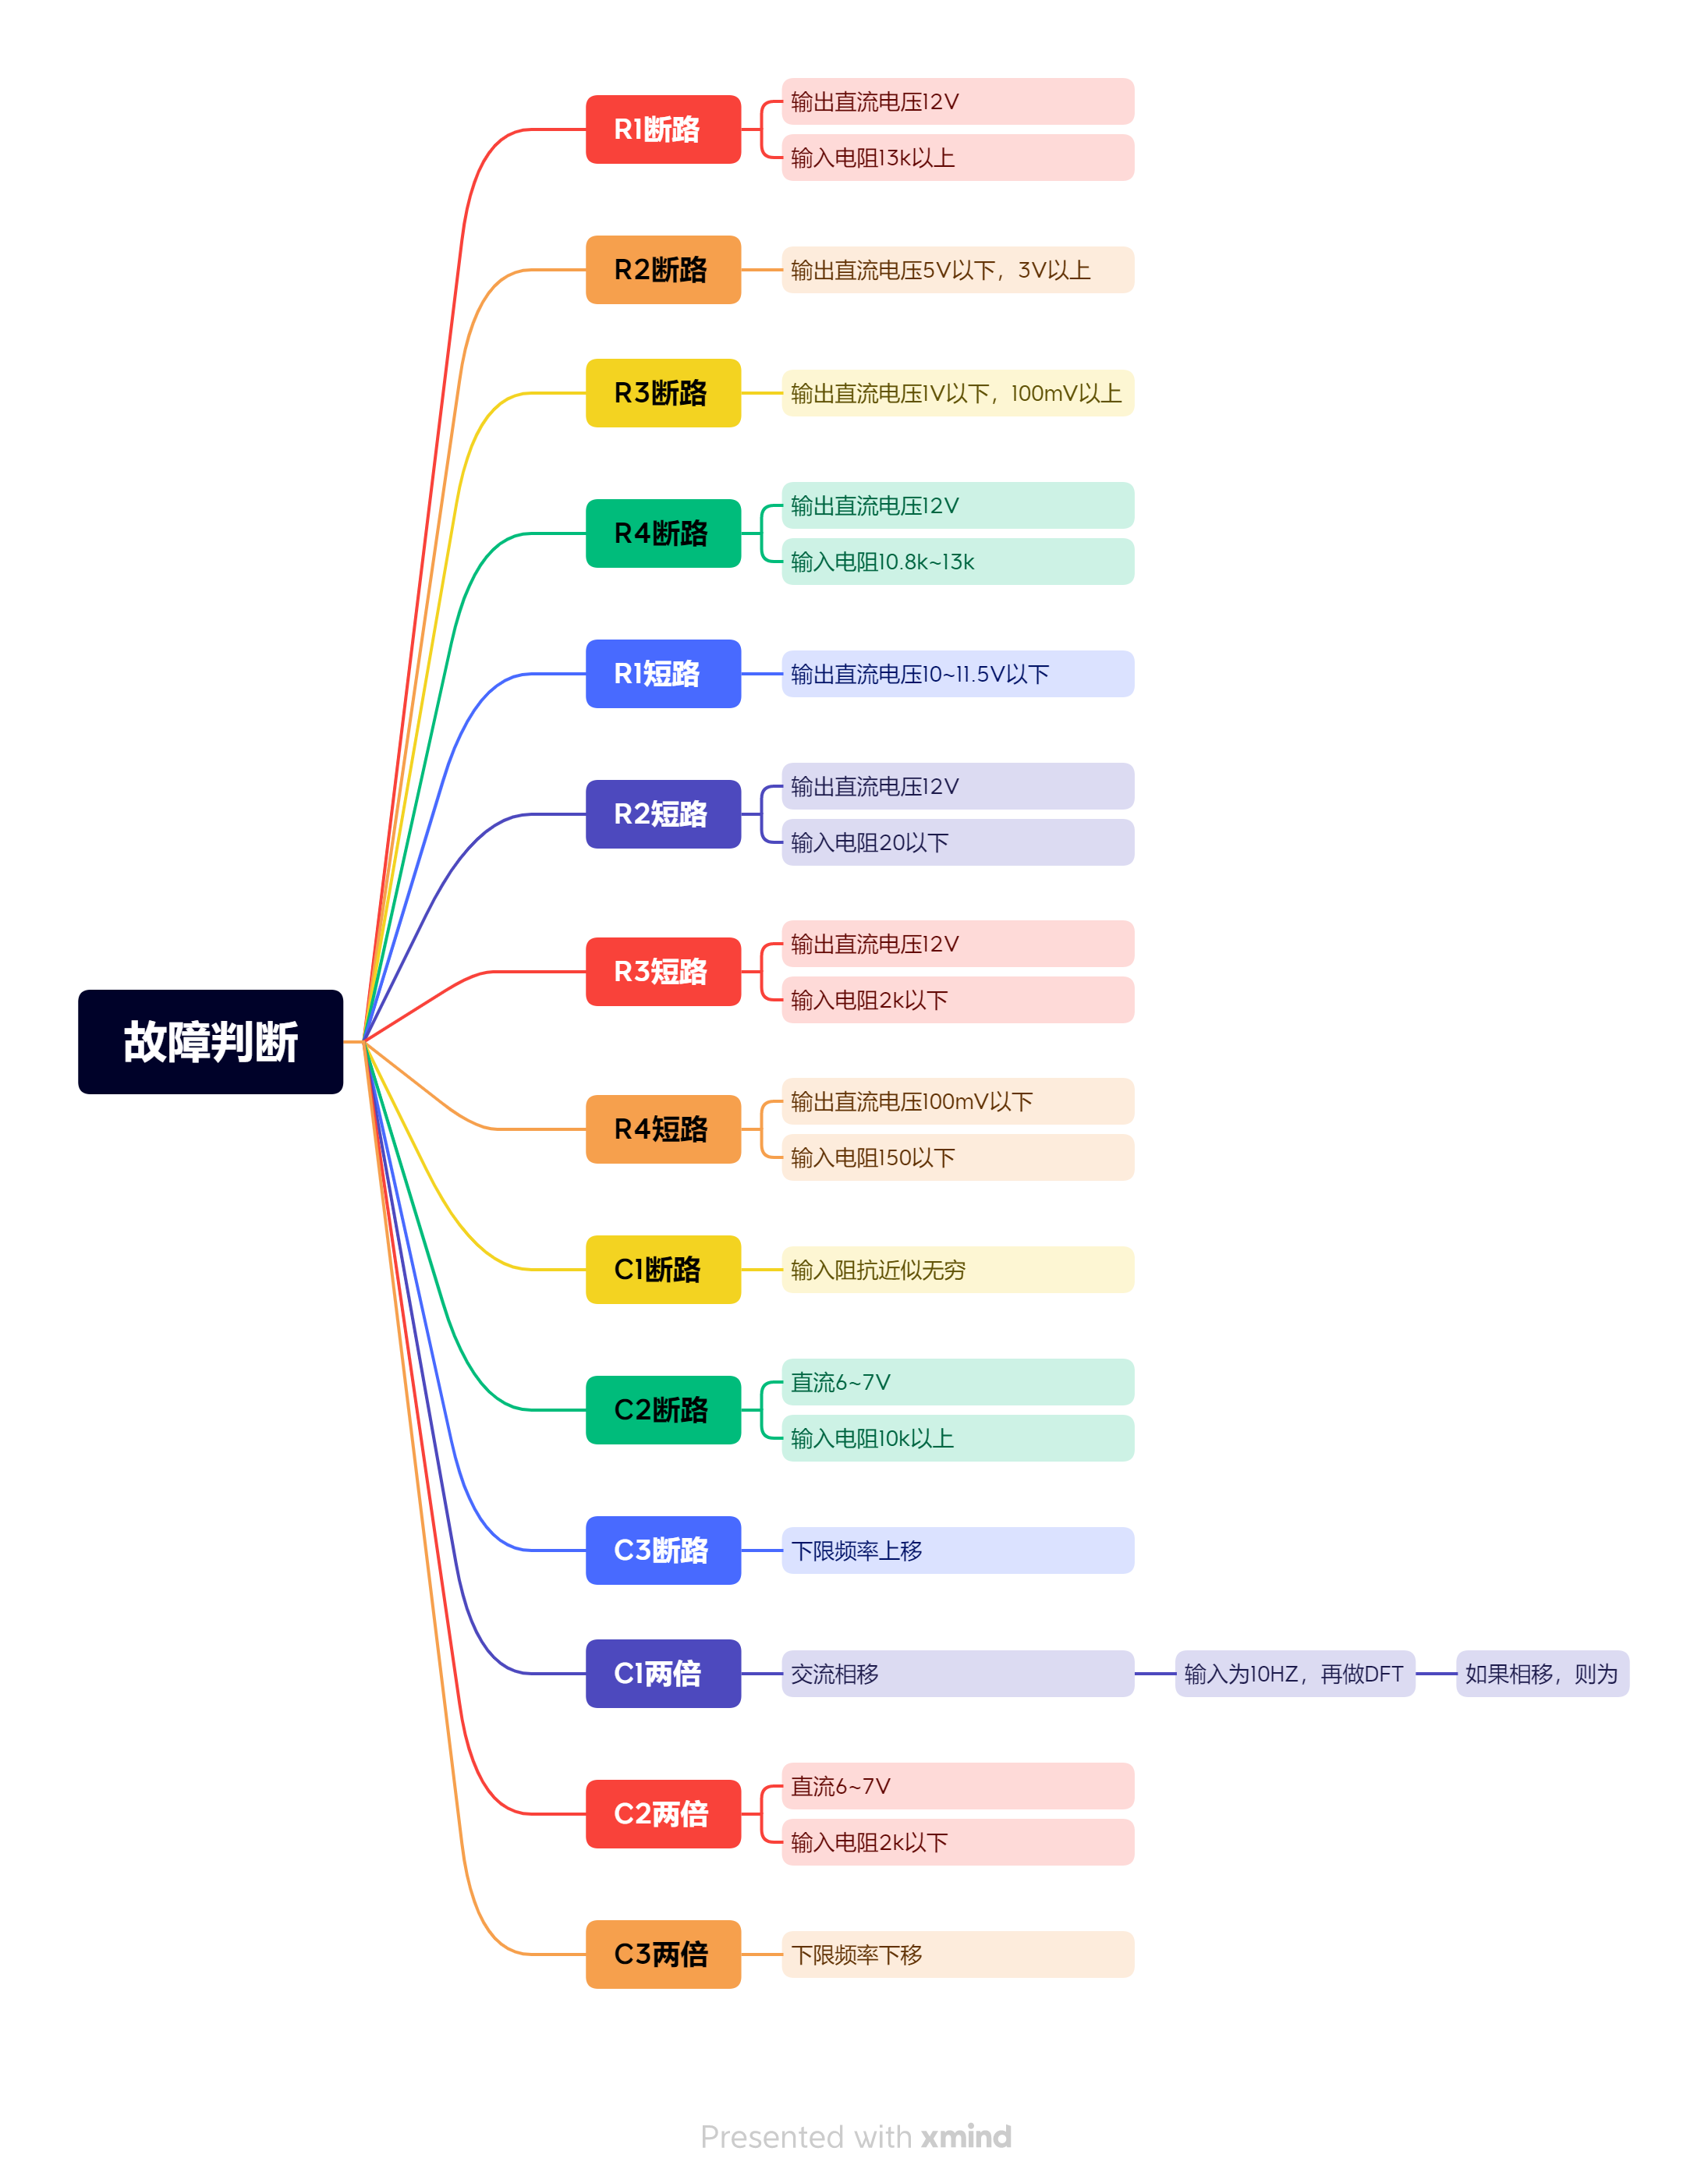 R1断路
输出直流电压12V
输入电阻13k以上
R2断路
输出直流电压5V以下，3V以上
R3断路
输出直流电压1V以下，100mV以上
R4断路
输出直流电压12V
输入电阻10.8k~13k
R1短路
输出直流电压10~11.5V以下
R2短路
输出直流电压12V
输入电阻20以下
R3短路
输出直流电压12V
输入电阻2k以下
故障判断
R4短路
输出直流电压100mV以下
输入电阻150以下
C1断路
输入阻抗近似无穷
C2断路
直流6~7V
输入电阻10k以上
C3断路
下限频率上移
C1两倍
交流相移
输入为10HZ，再做DFT
如果相移，则为
C2两倍
直流6~7V
输入电阻2k以下
C3两倍
下限频率下移
Presented with xmind